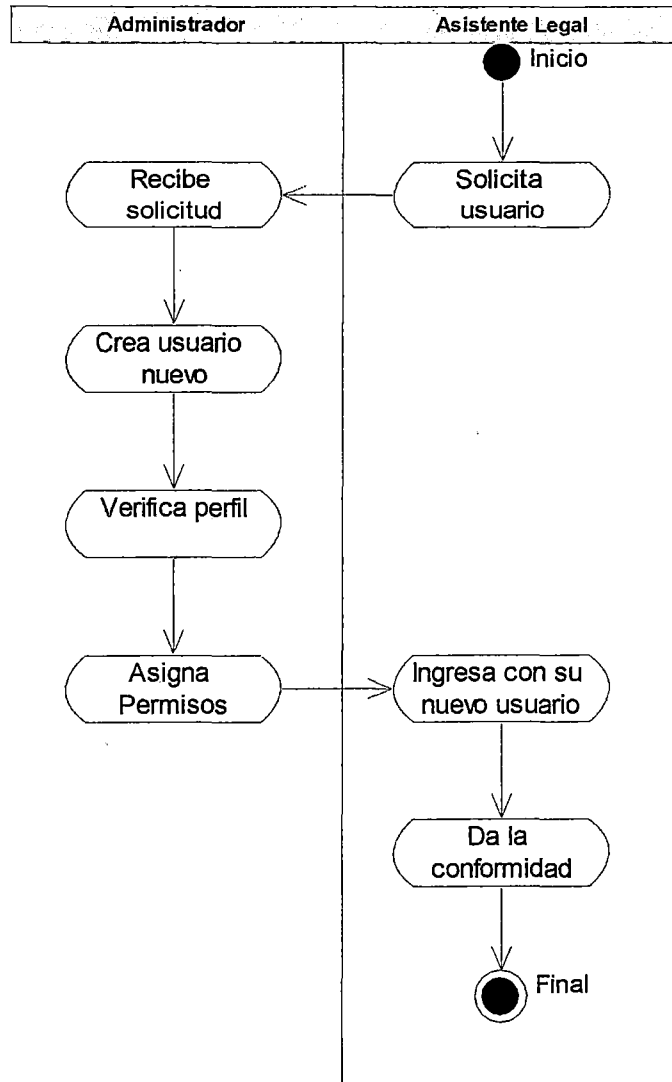 Administrador
Asistente Legal
Inicio
Recibe
solicitud
Solicita
usuario
Crea usuario
nuevo
Verifica perfil
Asigna
Permisos
Ingresa con su
nuevo usuario
Da la
conformidad
Final